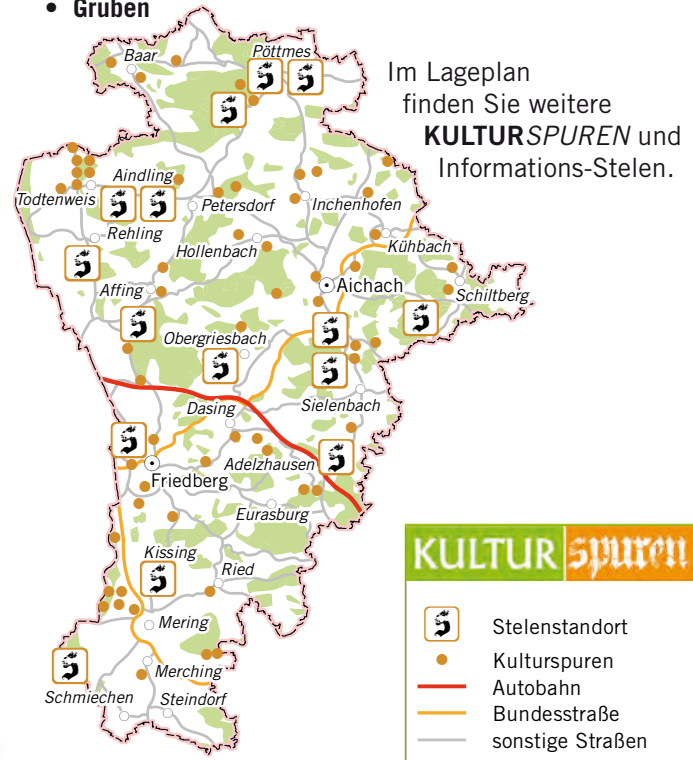 • Gruben
Im Lageplan
finden Sie weitere
KULTURSPUREN und
Informations-Stelen.
Baar
Pöttmes
Aindling
Todtenweis
Petersdorf
Inchenhofen
Rehling
Hollenbach
Kühbach
Affing
Aichach
Schiltberg
Obergriesbach
Dasing
Sielenbach
Adelzhausen
Friedberg
Eurasburg
Kissing
Ried
Mering
Merching
Schmiechen
Steindorf
KULTUR spuren
Stelenstandort
Kulturspuren
Autobahn
Bundesstraße
sonstige Straßen